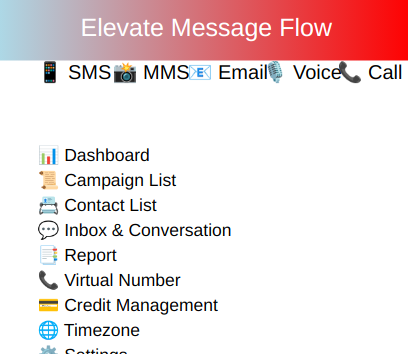 Elevate Message Flow
📱 SMS📸 MMS📧 Email🎙️ Voice📞 Call
📊 Dashboard
📜 Campaign List
📇 Contact List
💬 Inbox & Conversation
📑 Report
📞 Virtual Number
💳 Credit Management
🌐 Timezone
⚙️ Settings